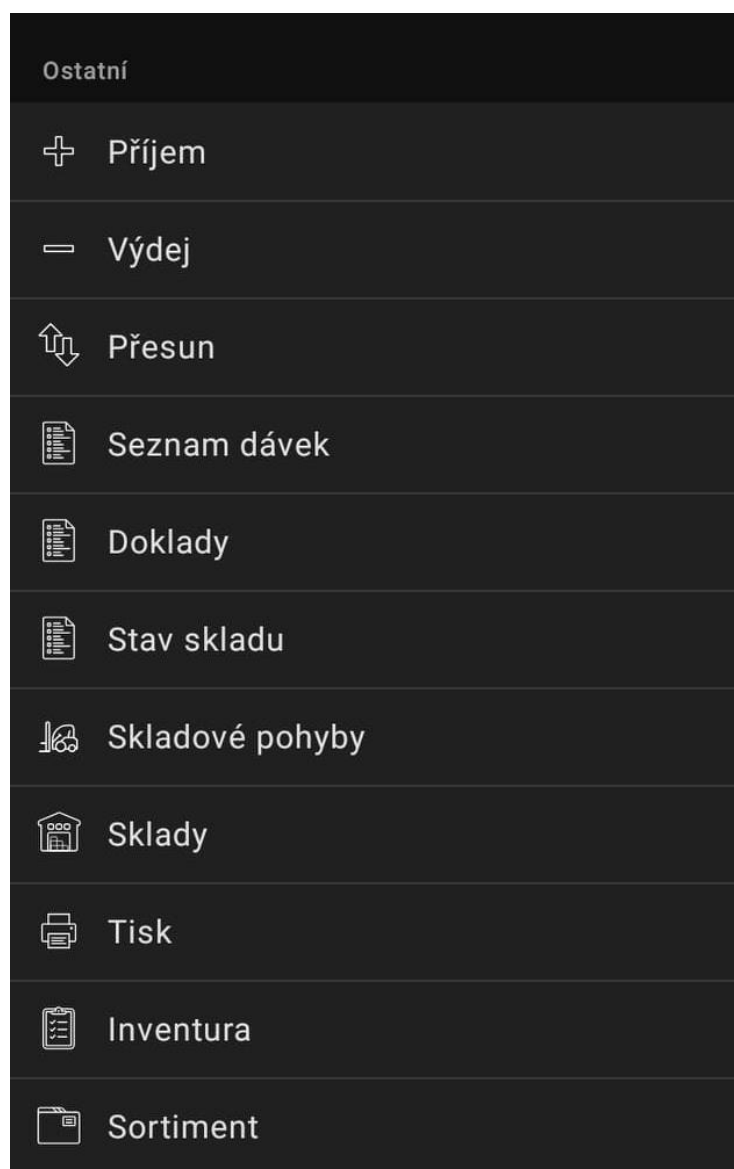 Ostatní
Příjem
Výdej
Přesun
Seznam dávek
Doklady
Stav skladu
Skladové pohyby
Sklady
Tisk
Inventura
Sortiment